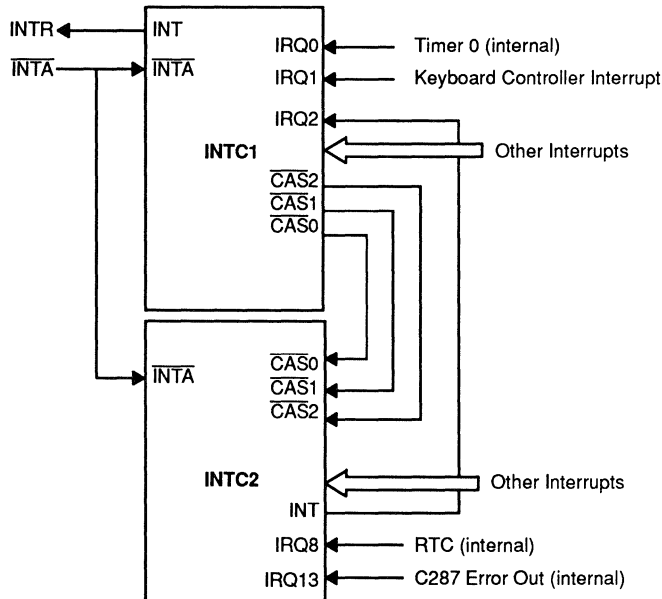 INTR
INT
INTA
INTA
IRQ0
Timer 0 (internal)
IRQ1
Keyboard Controller Interrupt
IRQ2
INTC1
Other Interrupts
CAS2
CAS1
CAS0
INTA
CAS0
CAS1
CAS2
INTC2
Other Interrupts
INT
IRQ8
RTC (internal)
IRQ13
C287 Error Out (internal)